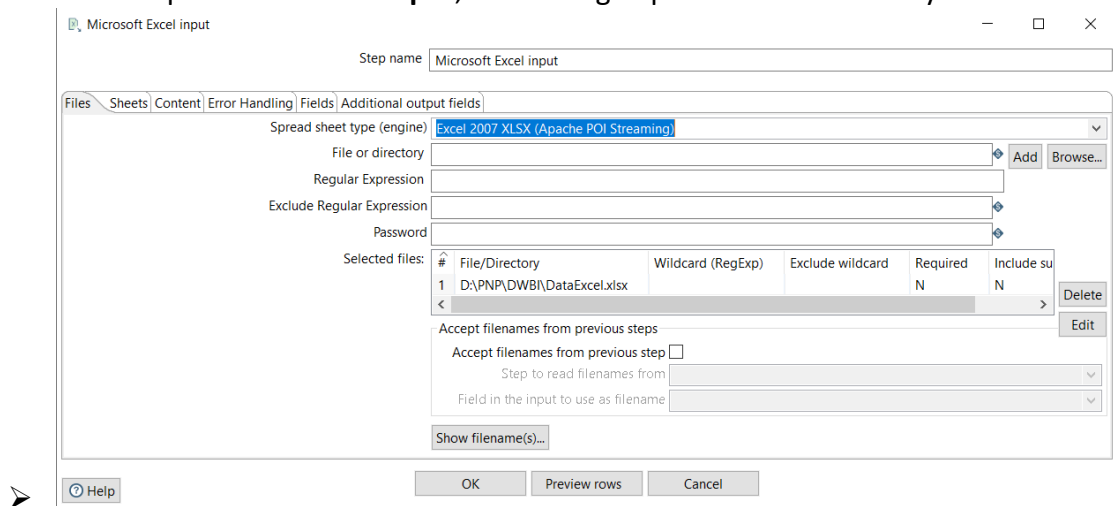 Microsoft Excel input
Step name Microsoft Excel input
Files Sheets Content Error Handling Fields Additional output fields
Spread sheet type (engine) Excel 2007 XLSX (Apache POI Streaming)
File or directory Add Browse...
Regular Expression
Exclude Regular Expression
Password
Selected files: # File/Directory Wildcard (RegExp) Exclude wildcard Required Include su
1 D:\PNP\DWBI\DataExcel.xlsx N N
Delete
Edit
Accept filenames from previous steps
Accept filenames from previous step
Step to read filenames from
Field in the input to use as filename
Show filename(s)...
Help OK Preview rows Cancel